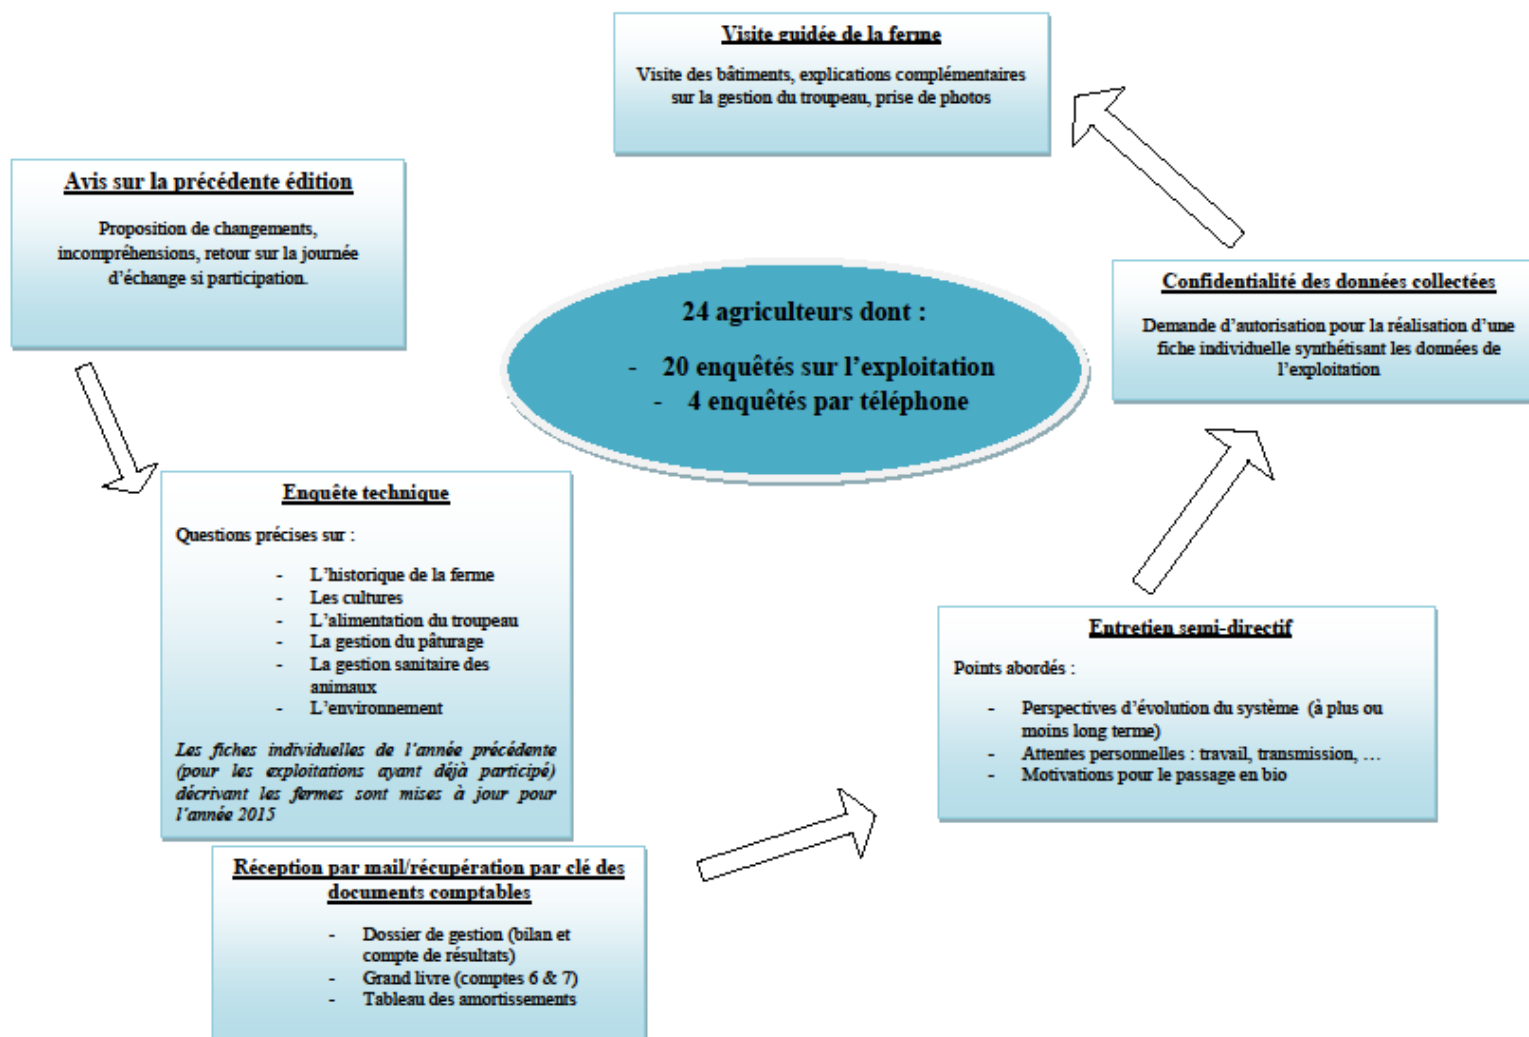 Visite guidée de la ferme
Visite des bâtiments, explications complémentaires
sur la gestion du troupeau, prise de photos
Avis sur la précédente édition
Proposition de changements,
incompréhensions, retour sur la journée
d'échange si participation.
24 agriculteurs dont :
- 20 enquêtés sur l'exploitation
- 4 enquêtés par téléphone
Confidentialité des données collectées
Demande d'autorisation pour la réalisation d'une
fiche individuelle synthétisant les données de
l'exploitation
Enquête technique
Questions précises sur :
- L'historique de la ferme
- Les cultures
- L'alimentation du troupeau
- La gestion du pâturage
- La gestion sanitaire des
animaux
- L'environnement
Les fiches individuelles de l'année précédente
(pour les exploitations ayant déjà participé)
décrivant les fermes sont mises à jour pour
l'année 2015
Réception par mail/récupération par clé des
documents comptables
- Dossier de gestion (bilan et
compte de résultats)
- Grand livre (comptes 6 & 7)
- Tableau des amortissements
Entretien semi-directif
Points abordés :
- Perspectives d'évolution du système (à plus ou
moins long terme)
- Attentes personnelles : travail, transmission, …
- Motivations pour le passage en bio